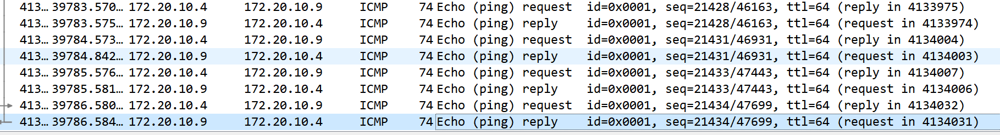 413… 39783.570… 172.20.10.4 172.20.10.9 ICMP 74 Echo (ping) request id=0x0001, seq=21428/46163, ttl=64 (reply in 4133975)
413… 39783.575… 172.20.10.9 172.20.10.4 ICMP 74 Echo (ping) reply id=0x0001, seq=21428/46163, ttl=64 (request in 4133974)
413… 39784.573… 172.20.10.4 172.20.10.9 ICMP 74 Echo (ping) request id=0x0001, seq=21431/46931, ttl=64 (reply in 4134004)
413… 39784.842… 172.20.10.9 172.20.10.4 ICMP 74 Echo (ping) reply id=0x0001, seq=21431/46931, ttl=64 (request in 4134003)
413… 39785.576… 172.20.10.4 172.20.10.9 ICMP 74 Echo (ping) request id=0x0001, seq=21433/47443, ttl=64 (reply in 4134007)
413… 39785.581… 172.20.10.9 172.20.10.4 ICMP 74 Echo (ping) reply id=0x0001, seq=21433/47443, ttl=64 (request in 4134006)
413… 39786.580… 172.20.10.4 172.20.10.9 ICMP 74 Echo (ping) request id=0x0001, seq=21434/47699, ttl=64 (reply in 4134032)
413… 39786.584… 172.20.10.9 172.20.10.4 ICMP 74 Echo (ping) reply id=0x0001, seq=21434/47699, ttl=64 (request in 4134031)